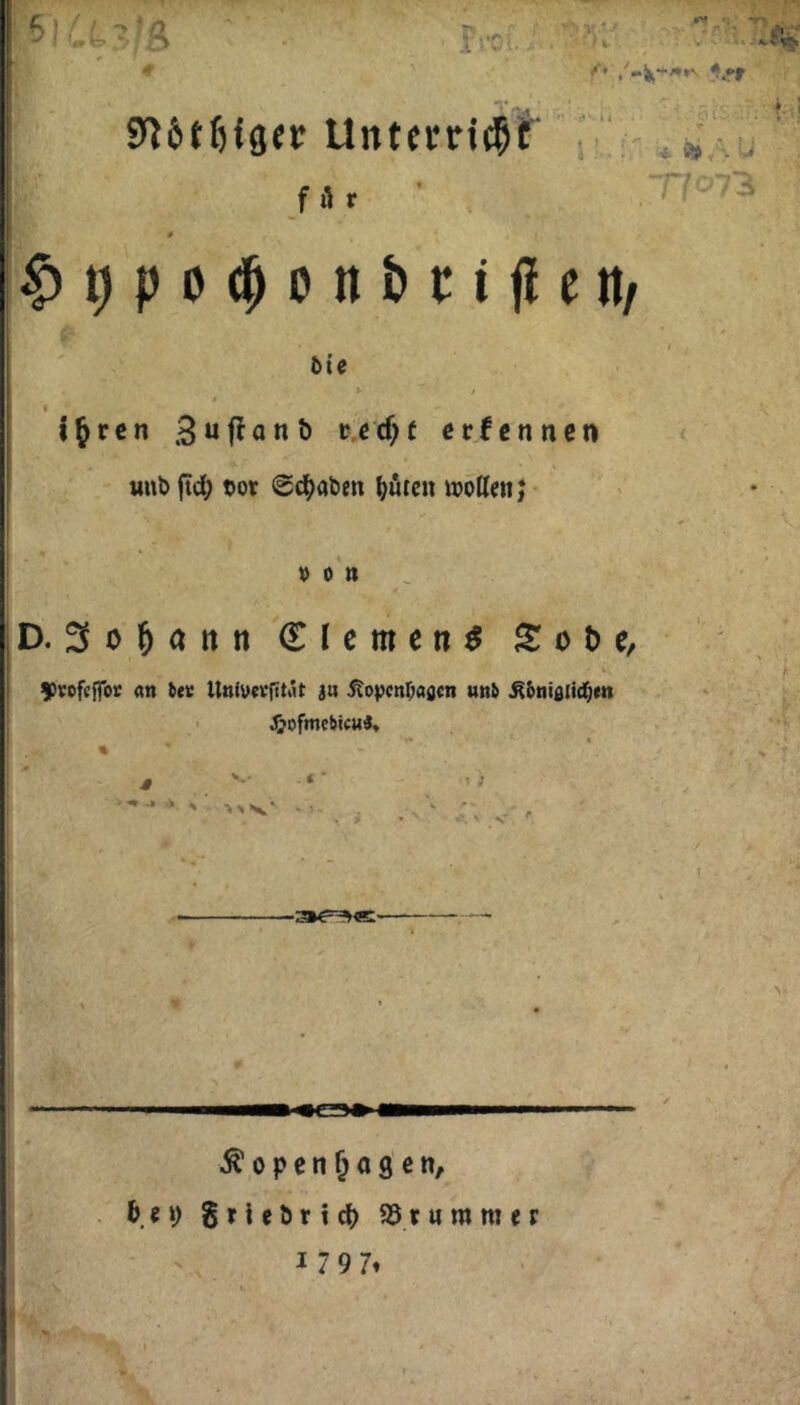 Nöthiger Unterricht
für
Hypochondristen,
die
ihren Zustand recht erkennen
und sich vor Schaden hüten wollen;
von
D. Johann Clemens Tode,
Professor an der Universität zu Kopenhagen und Königlichen
Hofmedicus.
Kopenhagen,
bey Friedrich Brummer
1797.